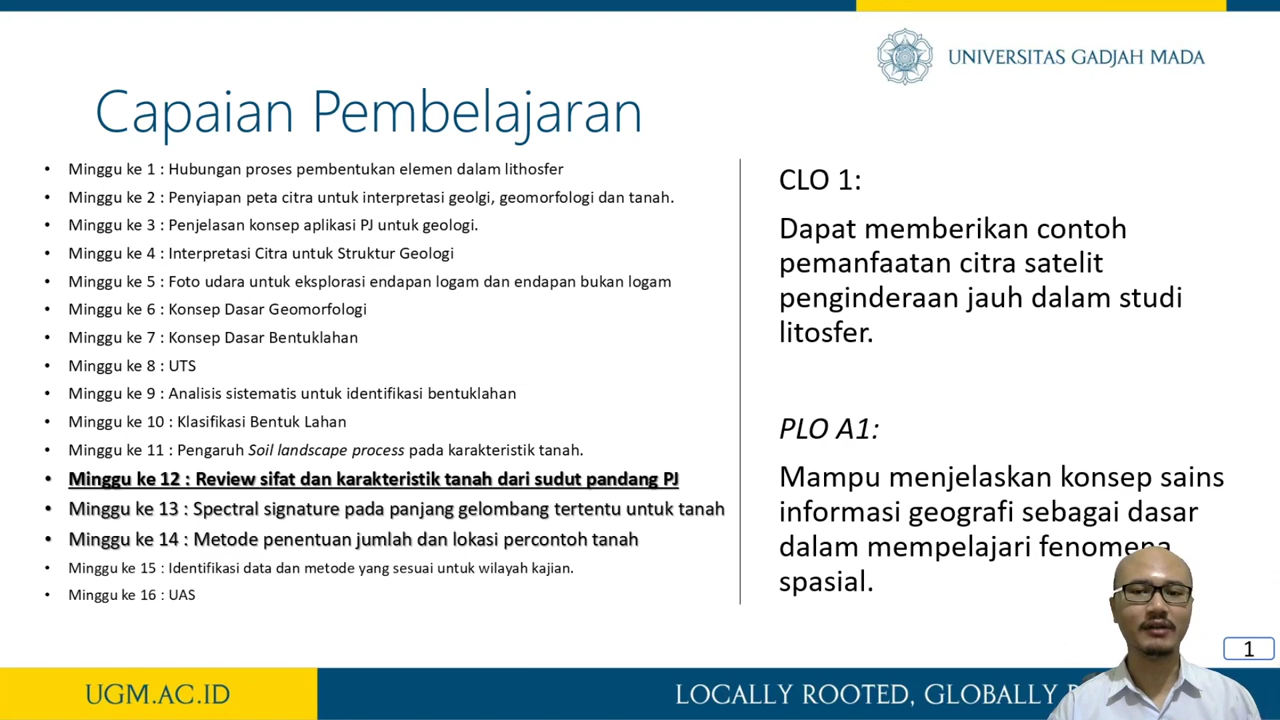 UNIVERSITAS GADJAH MADA
Capaian Pembelajaran
• Minggu ke 1 : Hubungan proses pembentukan elemen dalam lithosfer
• Minggu ke 2 : Penyiapan peta citra untuk interpretasi geolgi, geomorfologi dan tanah.
• Minggu ke 3 : Penjelasan konsep aplikasi PJ untuk geologi.
• Minggu ke 4 : Interpretasi Citra untuk Struktur Geologi
• Minggu ke 5 : Foto udara untuk eksplorasi endapan logam dan endapan bukan logam
• Minggu ke 6 : Konsep Dasar Geomorfologi
• Minggu ke 7 : Konsep Dasar Bentuklahan
• Minggu ke 8 : UTS
• Minggu ke 9 : Analisis sistematis untuk identifikasi bentuklahan
• Minggu ke 10 : Klasifikasi Bentuk Lahan
• Minggu ke 11 : Pengaruh Soil landscape process pada karakteristik tanah.
• Minggu ke 12 : Review sifat dan karakteristik tanah dari sudut pandang PJ
• Minggu ke 13 : Spectral signature pada panjang gelombang tertentu untuk tanah
• Minggu ke 14 : Metode penentuan jumlah dan lokasi percontoh tanah
• Minggu ke 15 : Identifikasi data dan metode yang sesuai untuk wilayah kajian.
• Minggu ke 16 : UAS
CLO 1:
Dapat memberikan contoh
pemanfaatan citra satelit
penginderaan jauh dalam studi
litosfer.
PLO A1:
Mampu menjelaskan konsep sains
informasi geografi sebagai dasar
dalam mempelajari fenomena
spasial.
1
UGM.AC.ID
LOCALLY ROOTED, GLOBALLY